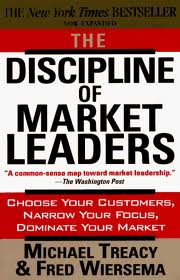 THE New York Times BESTSELLER
NOW EXPANDED
THE
DISCIPLINE
OF
MARKET
LEADERS
"A common-sense map toward market leadership."
—The Washington Post
CHOOSE YOUR CUSTOMERS,
NARROW YOUR FOCUS,
DOMINATE YOUR MARKET
MICHAEL TREACY
& FRED WIERSEMA